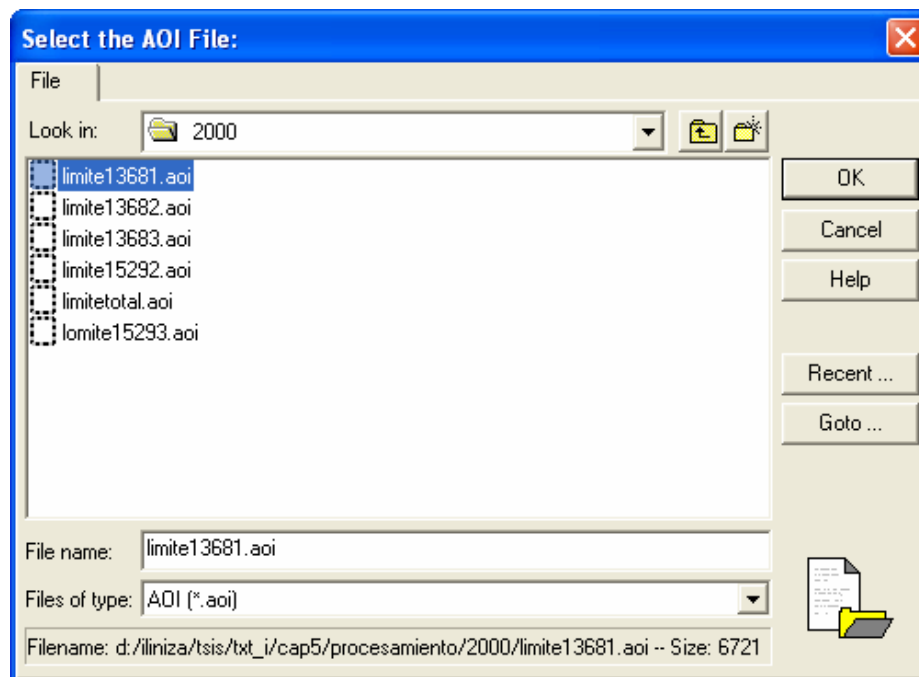 Select the AOI File:
File
Look in: 2000
limite13681.aoi
limite13682.aoi
limite13683.aoi
limite15292.aoi
limitetotal.aoi
lomite15293.aoi
OK
Cancel
Help
Recent ...
Goto ...
File name: limite13681.aoi
Files of type: AOI (*.aoi)
Filename: d:/iliniza/tsis/txt_i/cap5/procesamiento/2000/limite13681.aoi -- Size: 6721